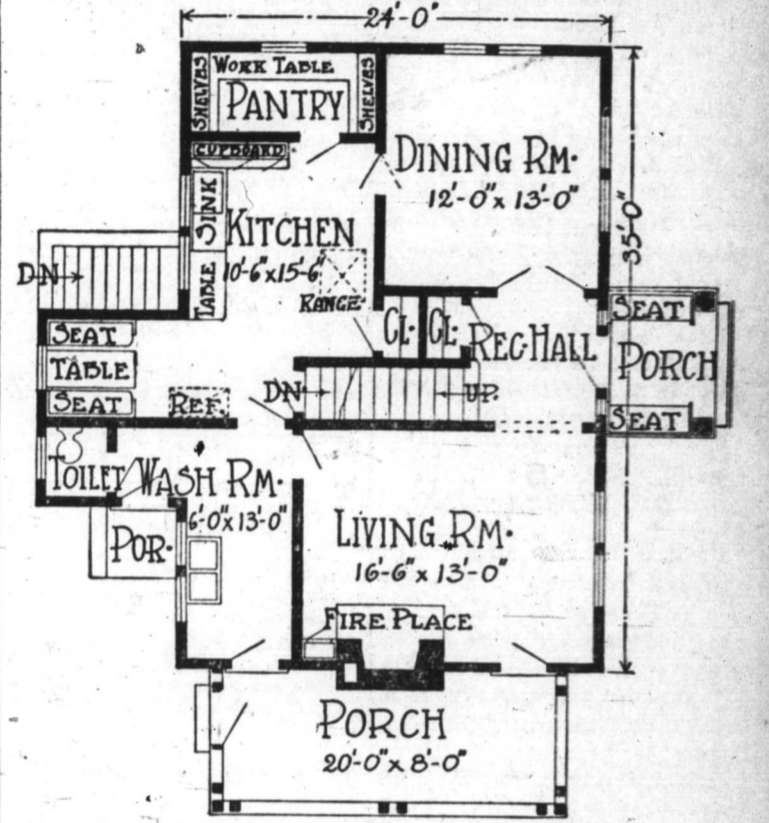 24'-0"
SHELVES
WORK TABLE
SHELVES
PANTRY
CUPBOARD
DINING RM.
12'-0" x 13'-0"
SINK
KITCHEN
10'-6" x 15'-6"
TABLE
RANGE
35'-0"
DN
CL.
CL.
REC. HALL
SEAT
PORCH
SEAT
SEAT
TABLE
SEAT
REF.
DN
UP.
TOILET
WASH RM.
6'-0" x 13'-0"
POR.
LIVING RM.
16'-6" x 13'-0"
FIRE PLACE
PORCH
20'-0" x 8'-0"